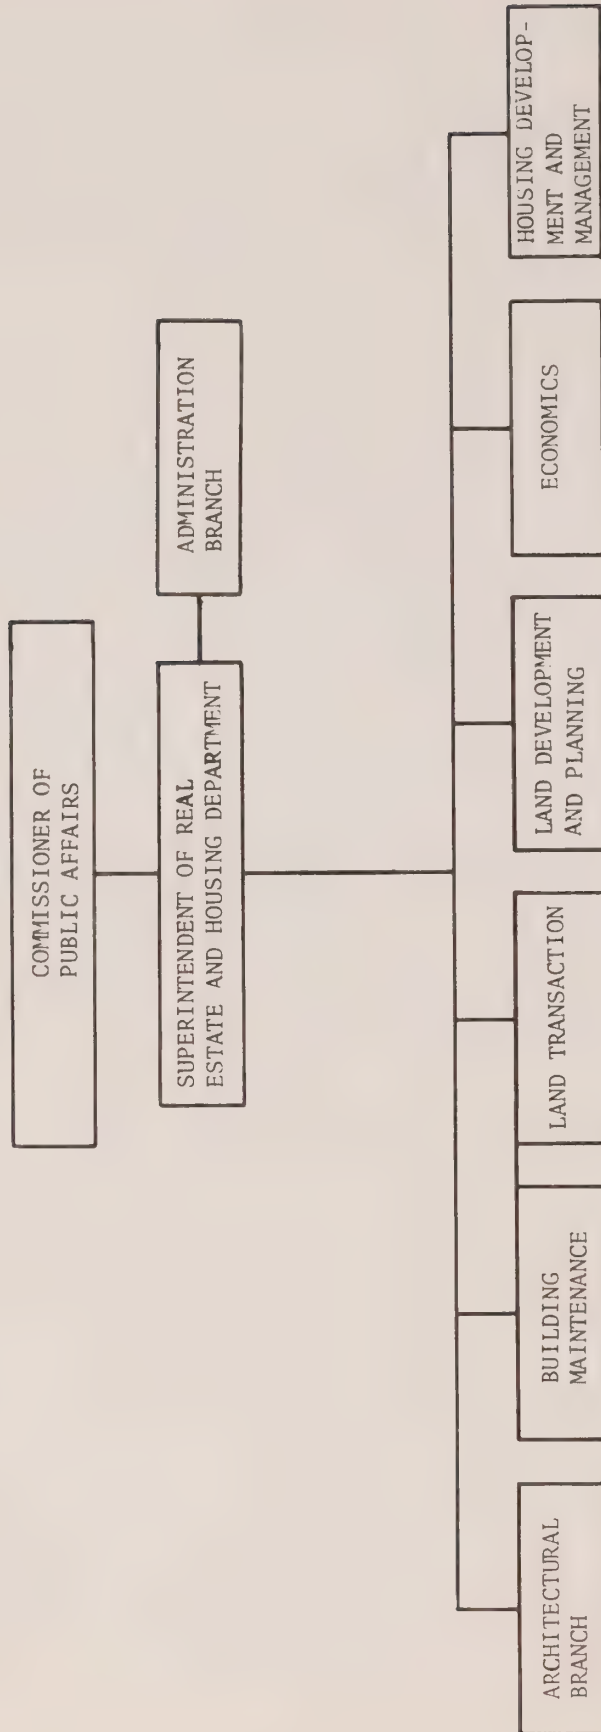 COMMISSIONER OF
PUBLIC AFFAIRS
SUPERINTENDENT OF REAL
ESTATE AND HOUSING DEPARTMENT
ADMINISTRATION
BRANCH
ARCHITECTURAL
BRANCH
BUILDING
MAINTENANCE
LAND TRANSACTION
LAND DEVELOPMENT
AND PLANNING
ECONOMICS
HOUSING DEVELOP-
MENT AND
MANAGEMENT